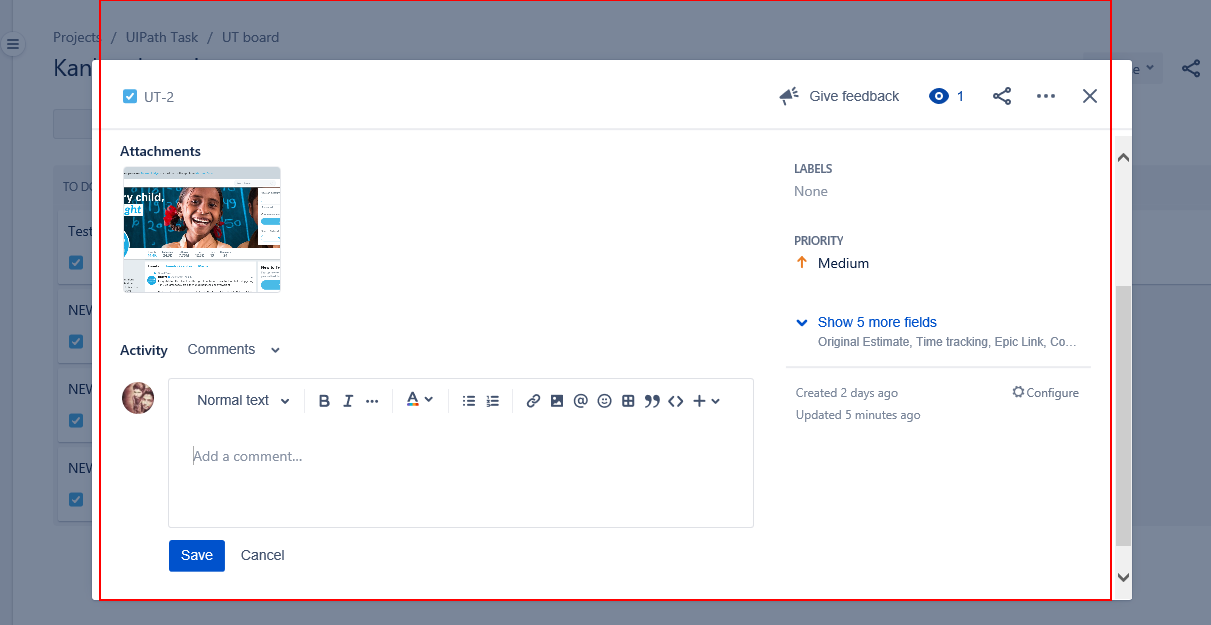 Projects / UIPath Task / UT board
Kan
UT-2
Give feedback
1
Attachments
ry child,
ght
LABELS
None
PRIORITY
Medium
Show 5 more fields
Original Estimate, Time tracking, Epic Link, Co...
Created 2 days ago
Configure
Updated 5 minutes ago
Activity
Comments
Normal text
B I ... A
Add a comment...
Save
Cancel
TO DO
Test
NEW
NEW
NEW